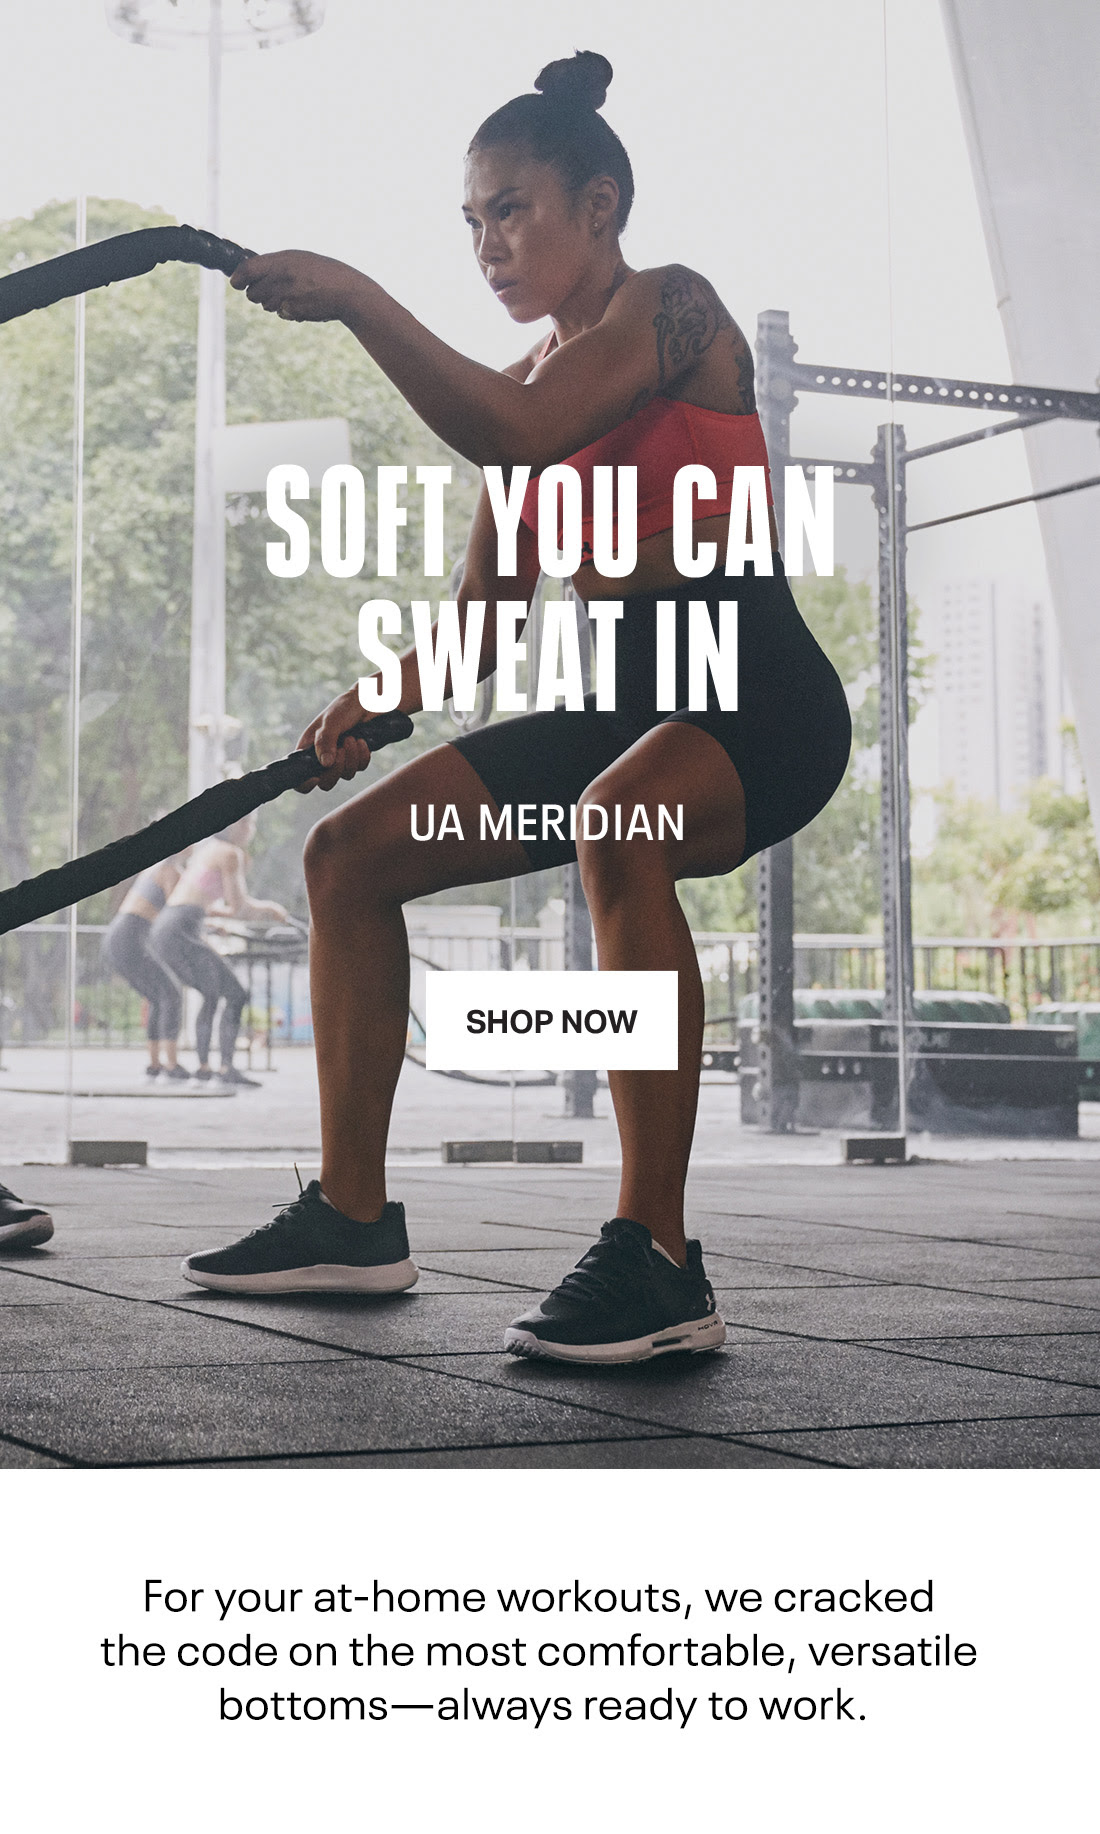 SOFT YOU CAN
SWEAT IN
UA MERIDIAN
SHOP NOW
HOVR
For your at-home workouts, we cracked
the code on the most comfortable, versatile
bottoms—always ready to work.